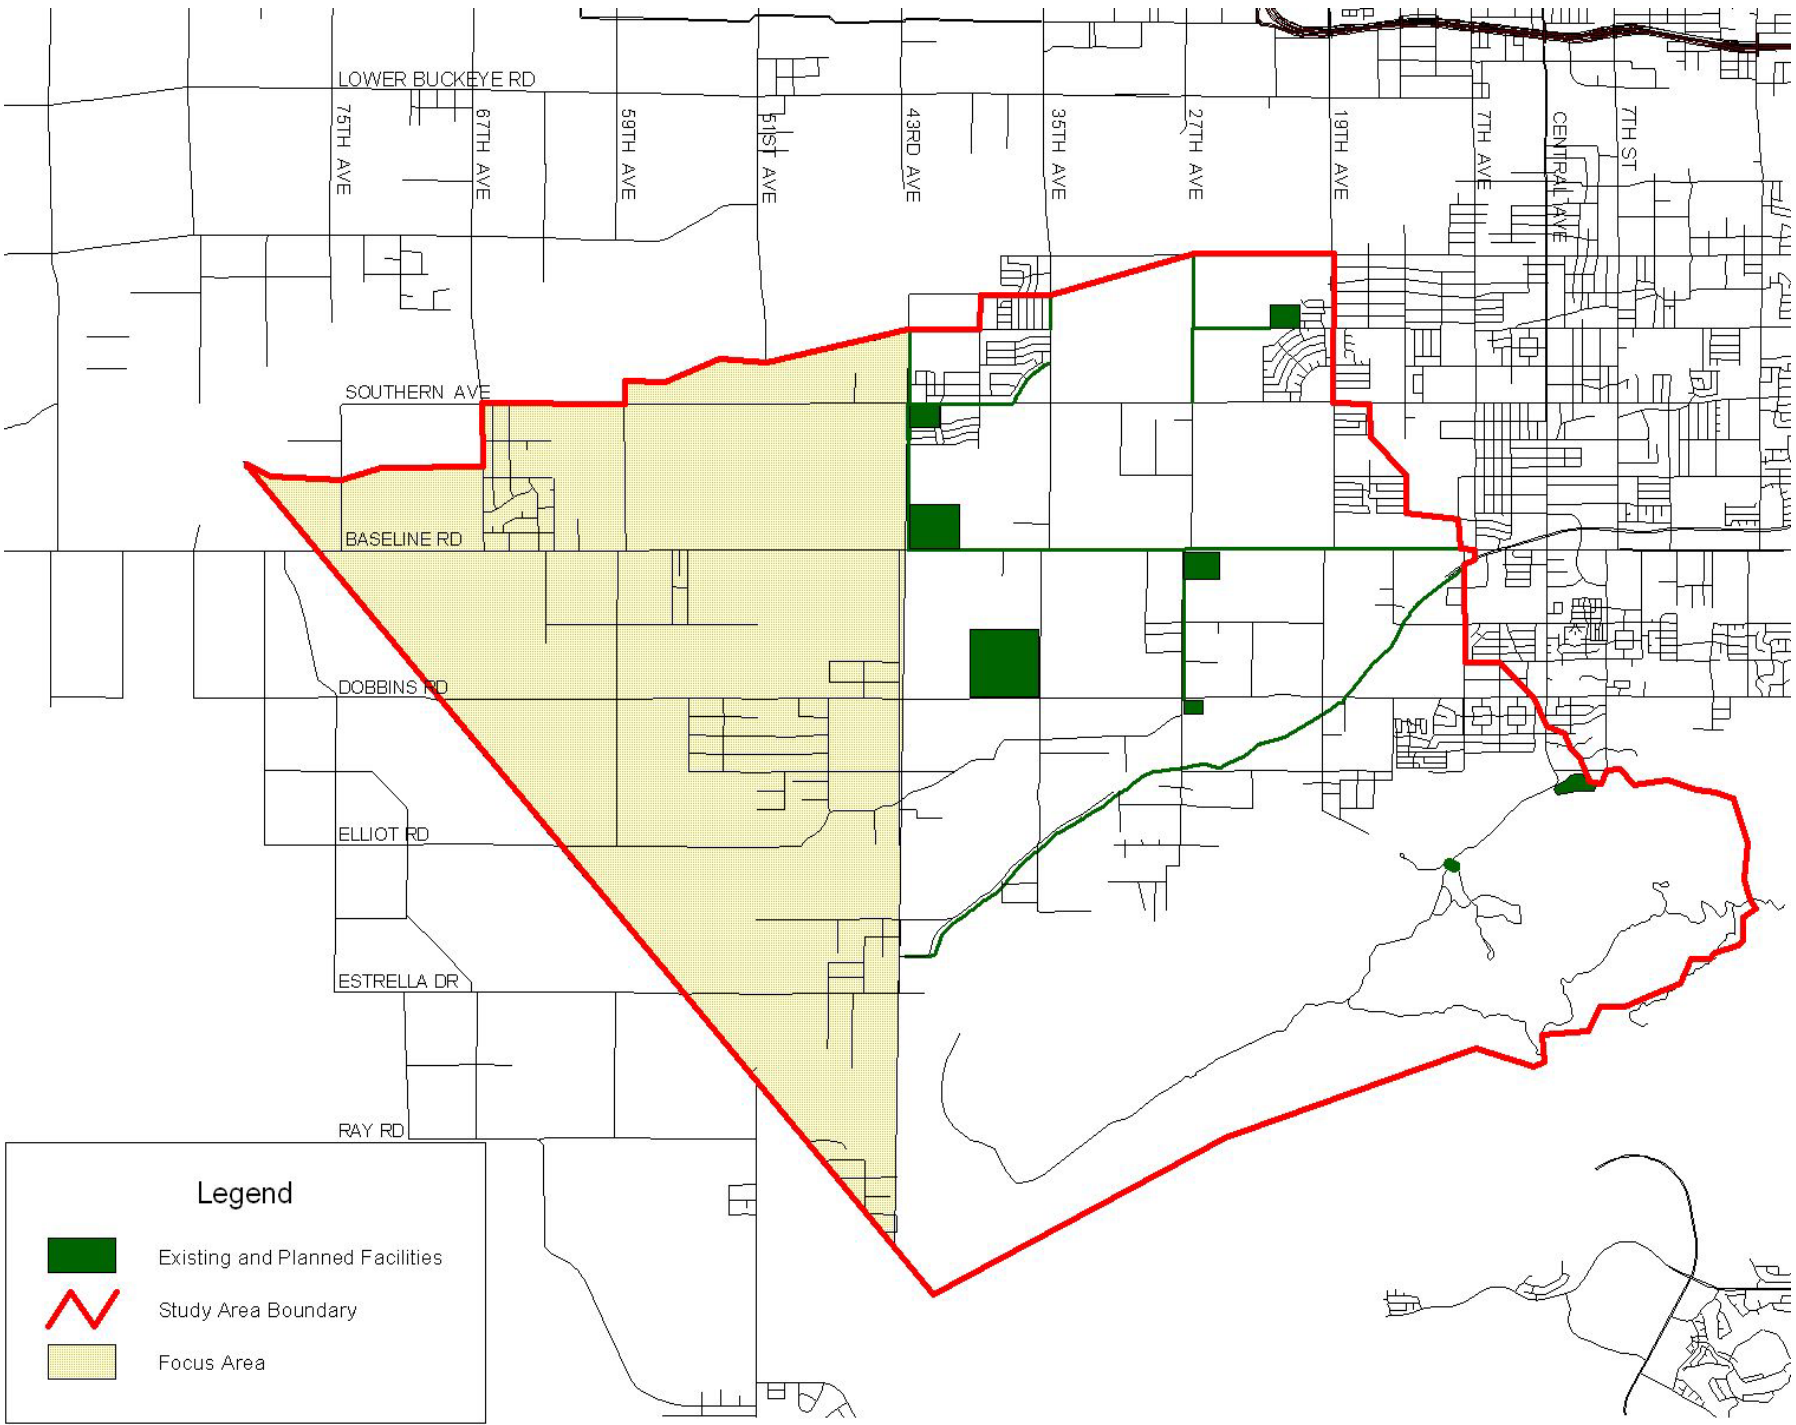 LOWER BUCKEYE RD
75TH AVE
67TH AVE
59TH AVE
51ST AVE
43RD AVE
35TH AVE
27TH AVE
19TH AVE
7TH AVE
CENTRAL AVE
7TH ST
SOUTHERN AVE
BASELINE RD
DOBBINS RD
ELLIOT RD
ESTRELLA DR
RAY RD
Legend
Existing and Planned Facilities
Study Area Boundary
Focus Area